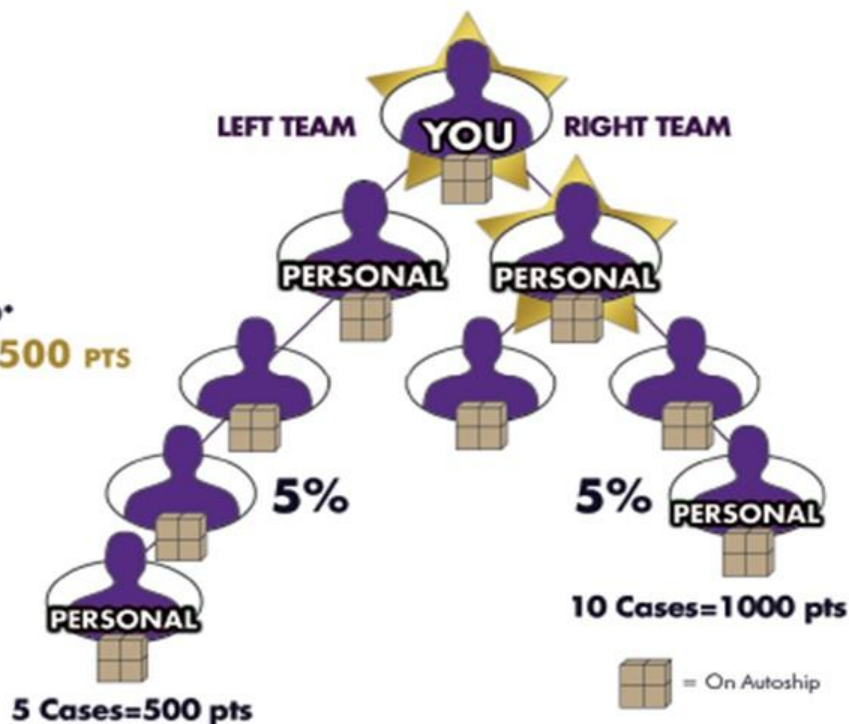 LEFT TEAM
YOU
RIGHT TEAM
PERSONAL
PERSONAL
500 PTS
5%
5%
PERSONAL
PERSONAL
10 Cases=1000 pts
= On Autoship
5 Cases=500 pts